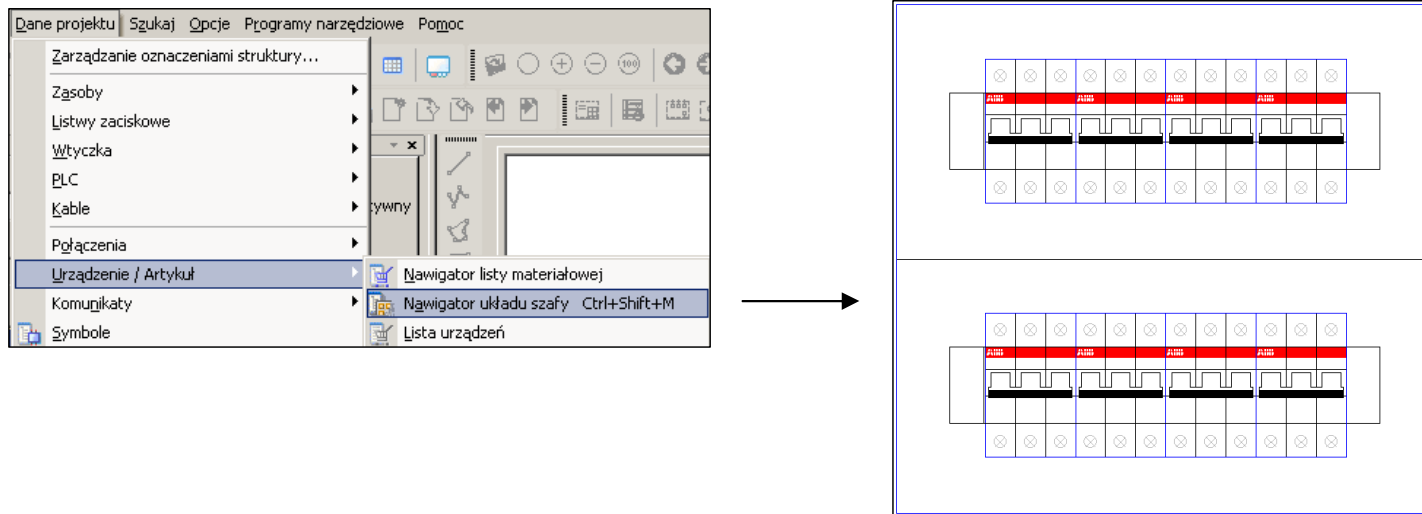 Dane projektu Szukaj Opcje Programy narzędziowe Pomoc
Zarządzanie oznaczeniami struktury...
100
Zasoby
Listwy zaciskowe
Wtyczka
PLC
Kable
tywny
Połączenia
Urządzenie / Artykuł
Nawigator listy materiałowej
Komunikaty
Nawigator układu szafy Ctrl+Shift+M
Symbole
Lista urządzeń
ABB ABB ABB ABB
ABB ABB ABB ABB